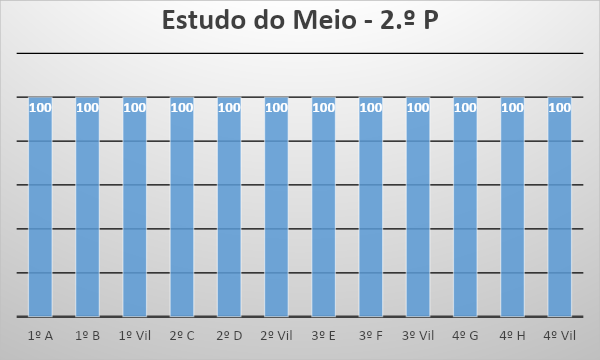 Estudo do Meio - 2.º P
100 100 100 100 100 100 100 100 100 100 100 100
1º A 1º B 1º Vil 2º C 2º D 2º Vil 3º E 3º F 3º Vil 4º G 4º H 4º Vil